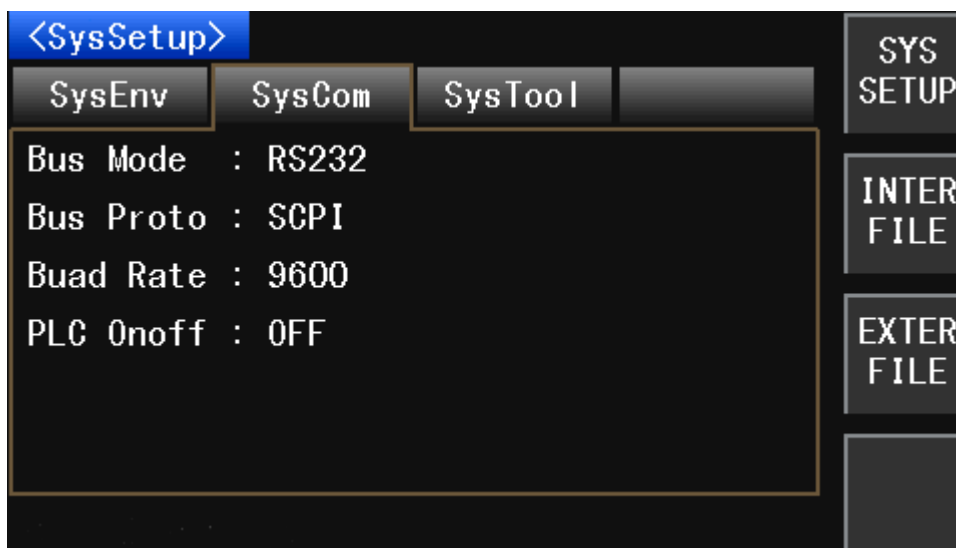 <SysSetup>
SysEnv SysCom SysTool
Bus Mode : RS232
Bus Proto : SCPI
Buad Rate : 9600
PLC Onoff : OFF
SYS
SETUP
INTER
FILE
EXTER
FILE